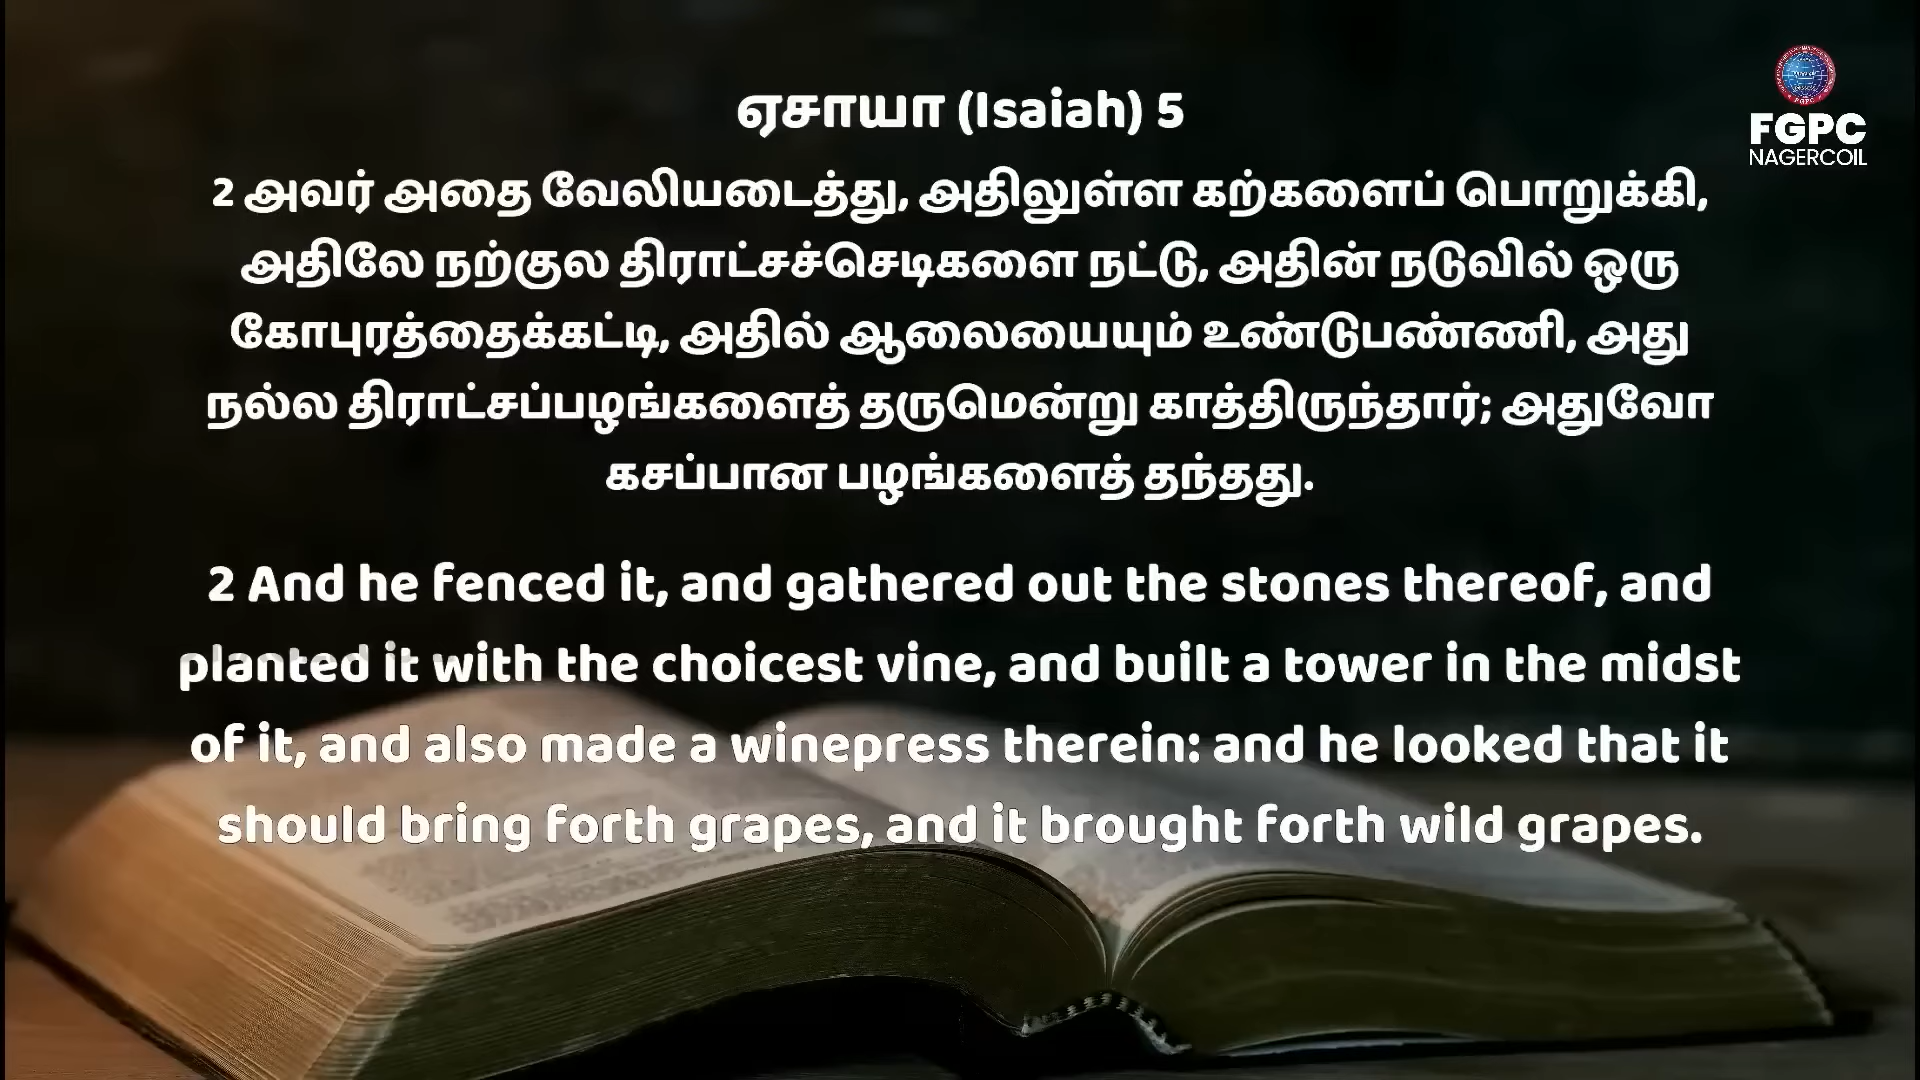 ஏசாயா (Isaiah) 5
FGPC
NAGERCOIL
2 அவர் அதை வேலியடைத்து, அதிலுள்ள கற்களைப் பொறுக்கி,
அதிலே நற்குல திராட்சச்செடிகளை நட்டு, அதின் நடுவில் ஒரு
கோபுரத்தைக்கட்டி, அதில் ஆலையையும் உண்டுபண்ணி, அது
நல்ல திராட்சப்பழங்களைத் தருமென்று காத்திருந்தார்; அதுவோ
கசப்பான பழங்களைத் தந்தது.
2 And he fenced it, and gathered out the stones thereof, and
planted it with the choicest vine, and built a tower in the midst
of it, and also made a winepress therein: and he looked that it
should bring forth grapes, and it brought forth wild grapes.